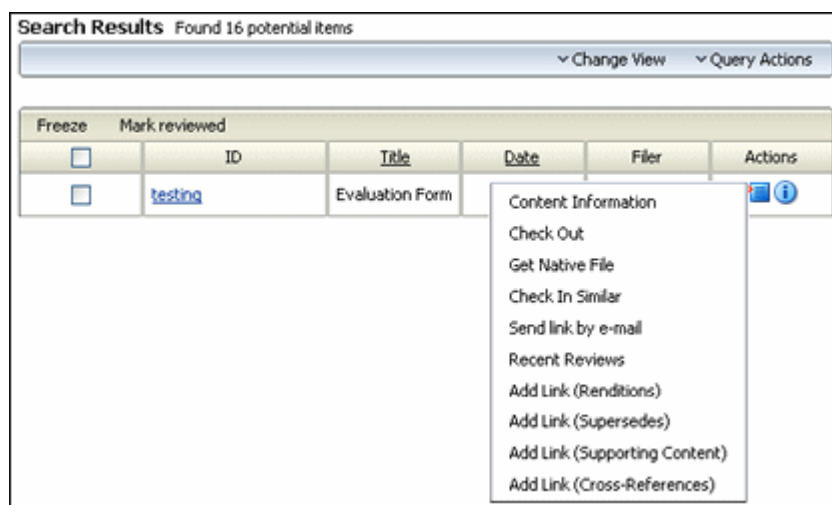 Search Results Found 16 potential items
Change View Query Actions
Freeze Mark reviewed
ID Title Date Filer Actions
testing Evaluation Form
Content Information
Check Out
Get Native File
Check In Similar
Send link by e-mail
Recent Reviews
Add Link (Renditions)
Add Link (Supersedes)
Add Link (Supporting Content)
Add Link (Cross-References)